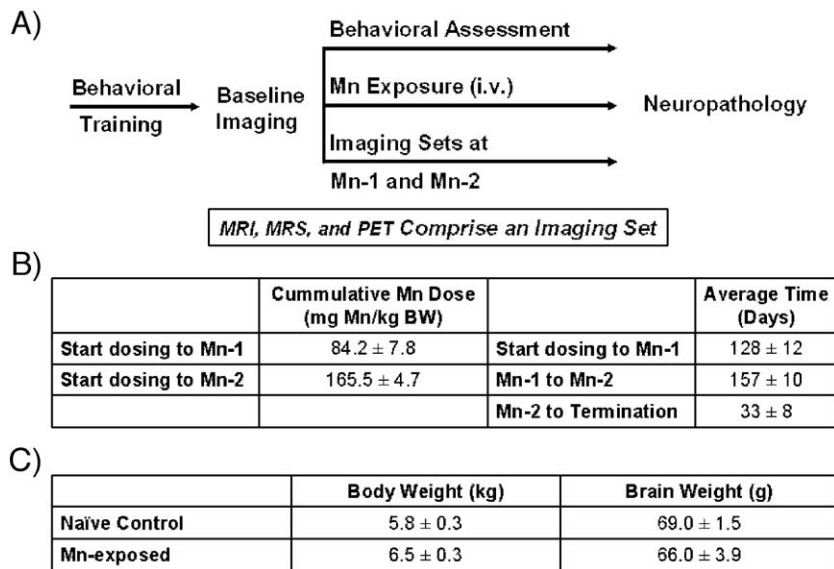 A)
Behavioral
Training
Baseline
Imaging
Behavioral Assessment
Mn Exposure (i.v.)
Imaging Sets at
Mn-1 and Mn-2
Neuropathology
MRI, MRS, and PET Comprise an Imaging Set
B)
Cummulative Mn Dose
(mg Mn/kg BW)
Average Time
(Days)
Start dosing to Mn-1 84.2 ± 7.8 Start dosing to Mn-1 128 ± 12
Start dosing to Mn-2 165.5 ± 4.7 Mn-1 to Mn-2 157 ± 10
Mn-2 to Termination 33 ± 8
C)
Body Weight (kg) Brain Weight (g)
Naïve Control 5.8 ± 0.3 69.0 ± 1.5
Mn-exposed 6.5 ± 0.3 66.0 ± 3.9